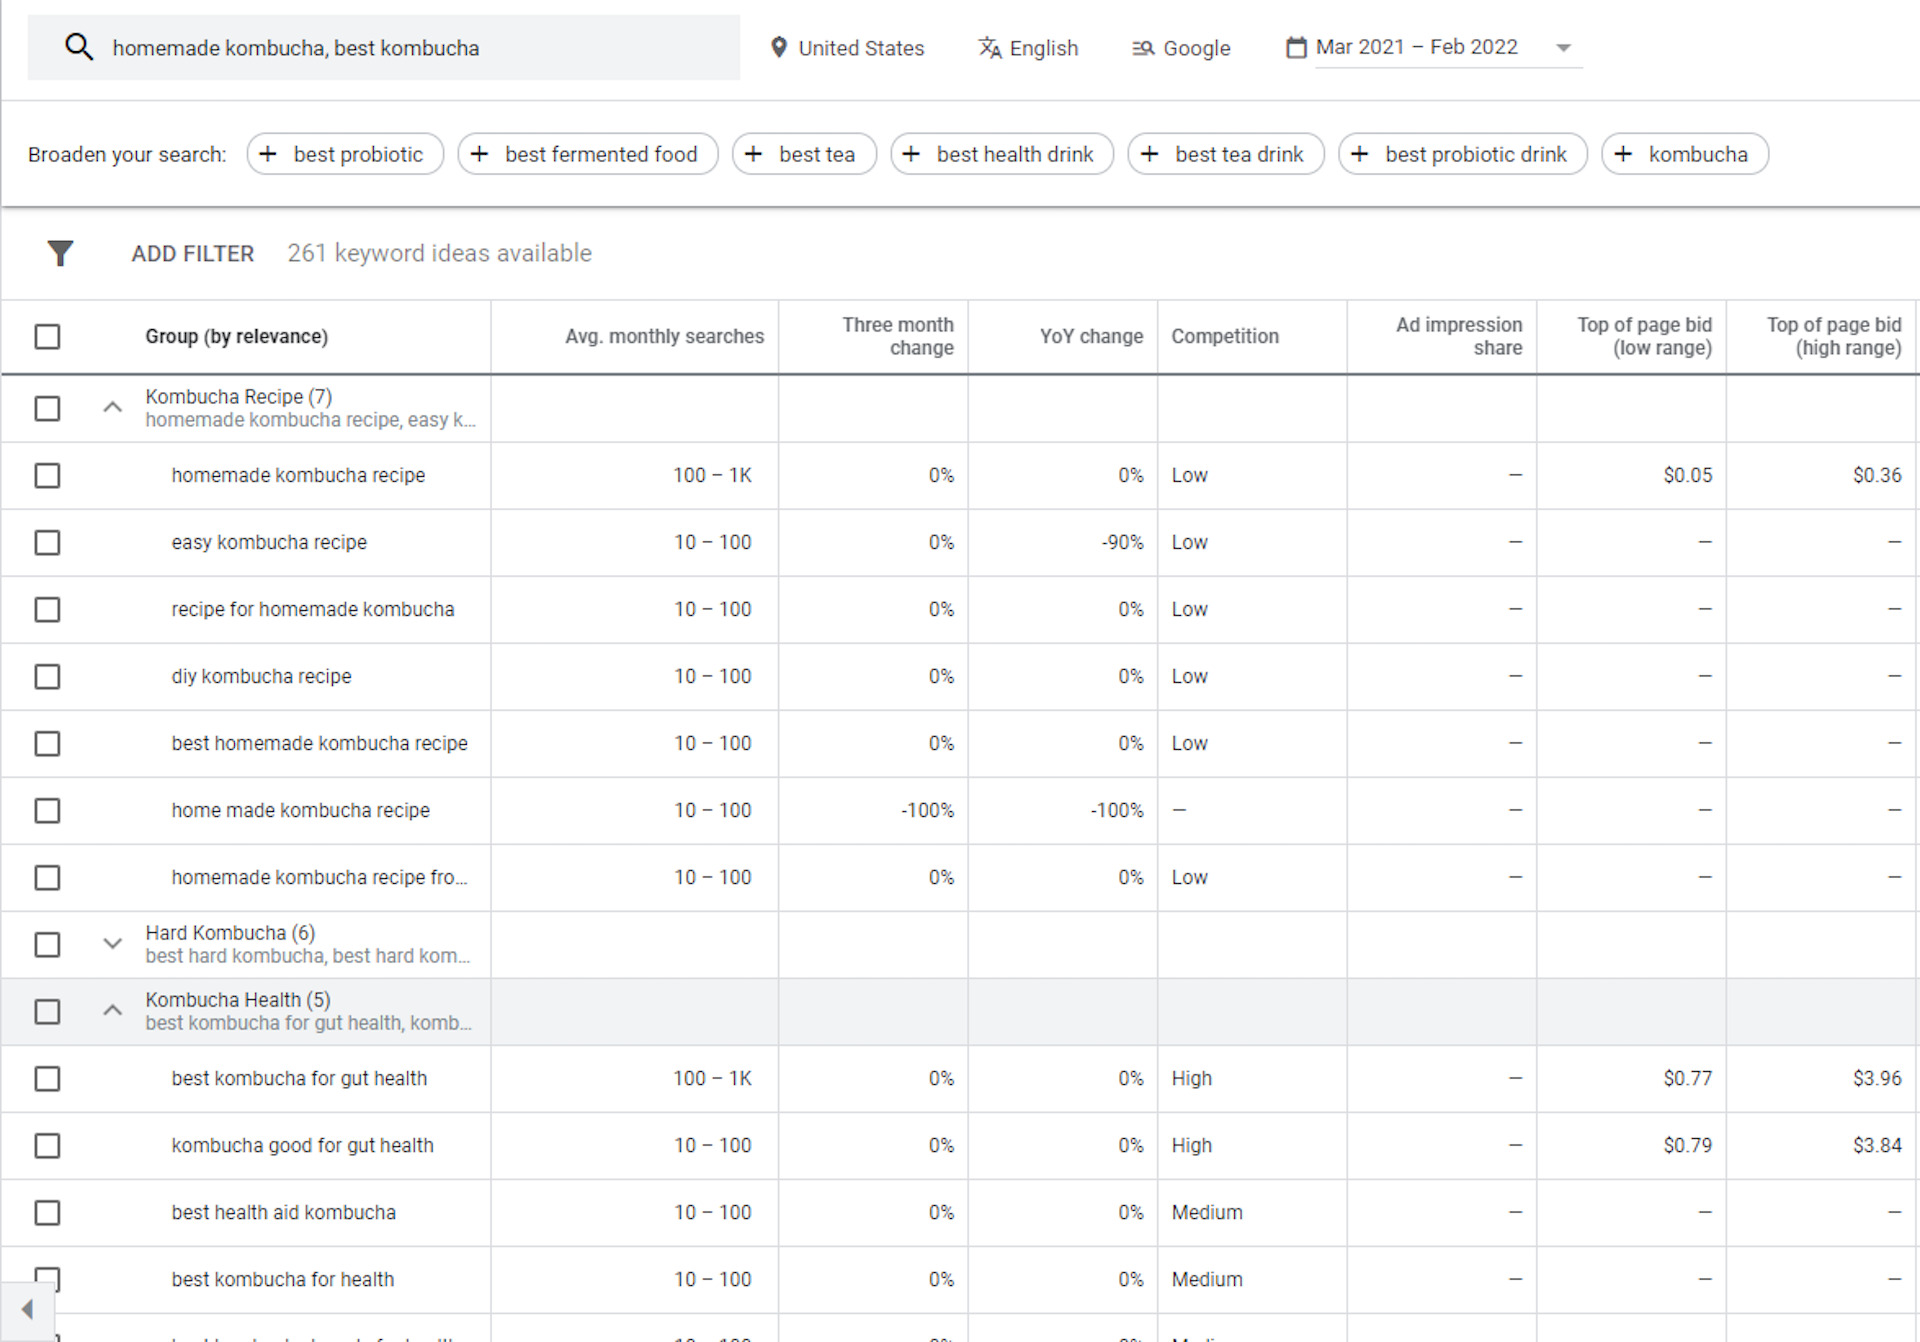 homemade kombucha, best kombucha United States English Google Mar 2021 – Feb 2022
Broaden your search: + best probiotic + best fermented food + best tea + best health drink + best tea drink + best probiotic drink + kombucha
ADD FILTER 261 keyword ideas available
Group (by relevance) Avg. monthly searches Three month change YoY change Competition Ad impression share Top of page bid (low range) Top of page bid (high range)
Kombucha Recipe (7)
homemade kombucha recipe, easy k...
homemade kombucha recipe 100 – 1K 0% 0% Low — $0.05 $0.36
easy kombucha recipe 10 – 100 0% -90% Low — — —
recipe for homemade kombucha 10 – 100 0% 0% Low — — —
diy kombucha recipe 10 – 100 0% 0% Low — — —
best homemade kombucha recipe 10 – 100 0% 0% Low — — —
home made kombucha recipe 10 – 100 -100% -100% — — — —
homemade kombucha recipe fro... 10 – 100 0% 0% Low — — —
Hard Kombucha (6)
best hard kombucha, best hard kom...
Kombucha Health (5)
best kombucha for gut health, komb...
best kombucha for gut health 100 – 1K 0% 0% High — $0.77 $3.96
kombucha good for gut health 10 – 100 0% 0% High — $0.79 $3.84
best health aid kombucha 10 – 100 0% 0% Medium — — —
best kombucha for health 10 – 100 0% 0% Medium — — —